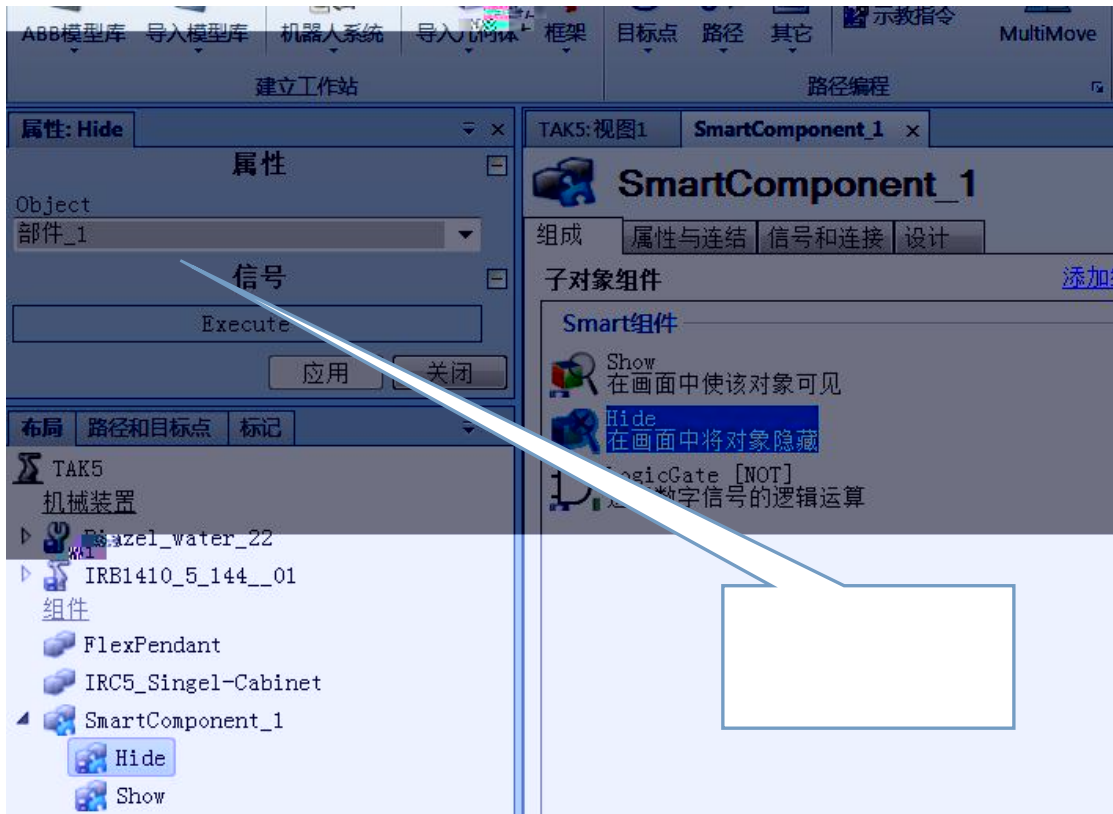 ABB模型库 导入模型库 机器人系统 导入几何体 框架 目标点 路径 其它 示教指令 MultiMove
建立工作站 路径编程
属性: Hide
属性
Object
部件_1
信号
Execute
应用 关闭
布局 路径和目标点 标记
TAK5
机械装置
IRB1410_5_144__01
组件
FlexPendant
IRC5_Singel-Cabinet
SmartComponent_1
Hide
Show
TAK5:视图1 SmartComponent_1
SmartComponent_1
组成 属性与连结 信号和连接 设计
子对象组件 添加
Smart组件
Show
在画面中使该对象可见
Hide
在画面中将对象隐藏
LogicGate [NOT]
数字信号的逻辑运算